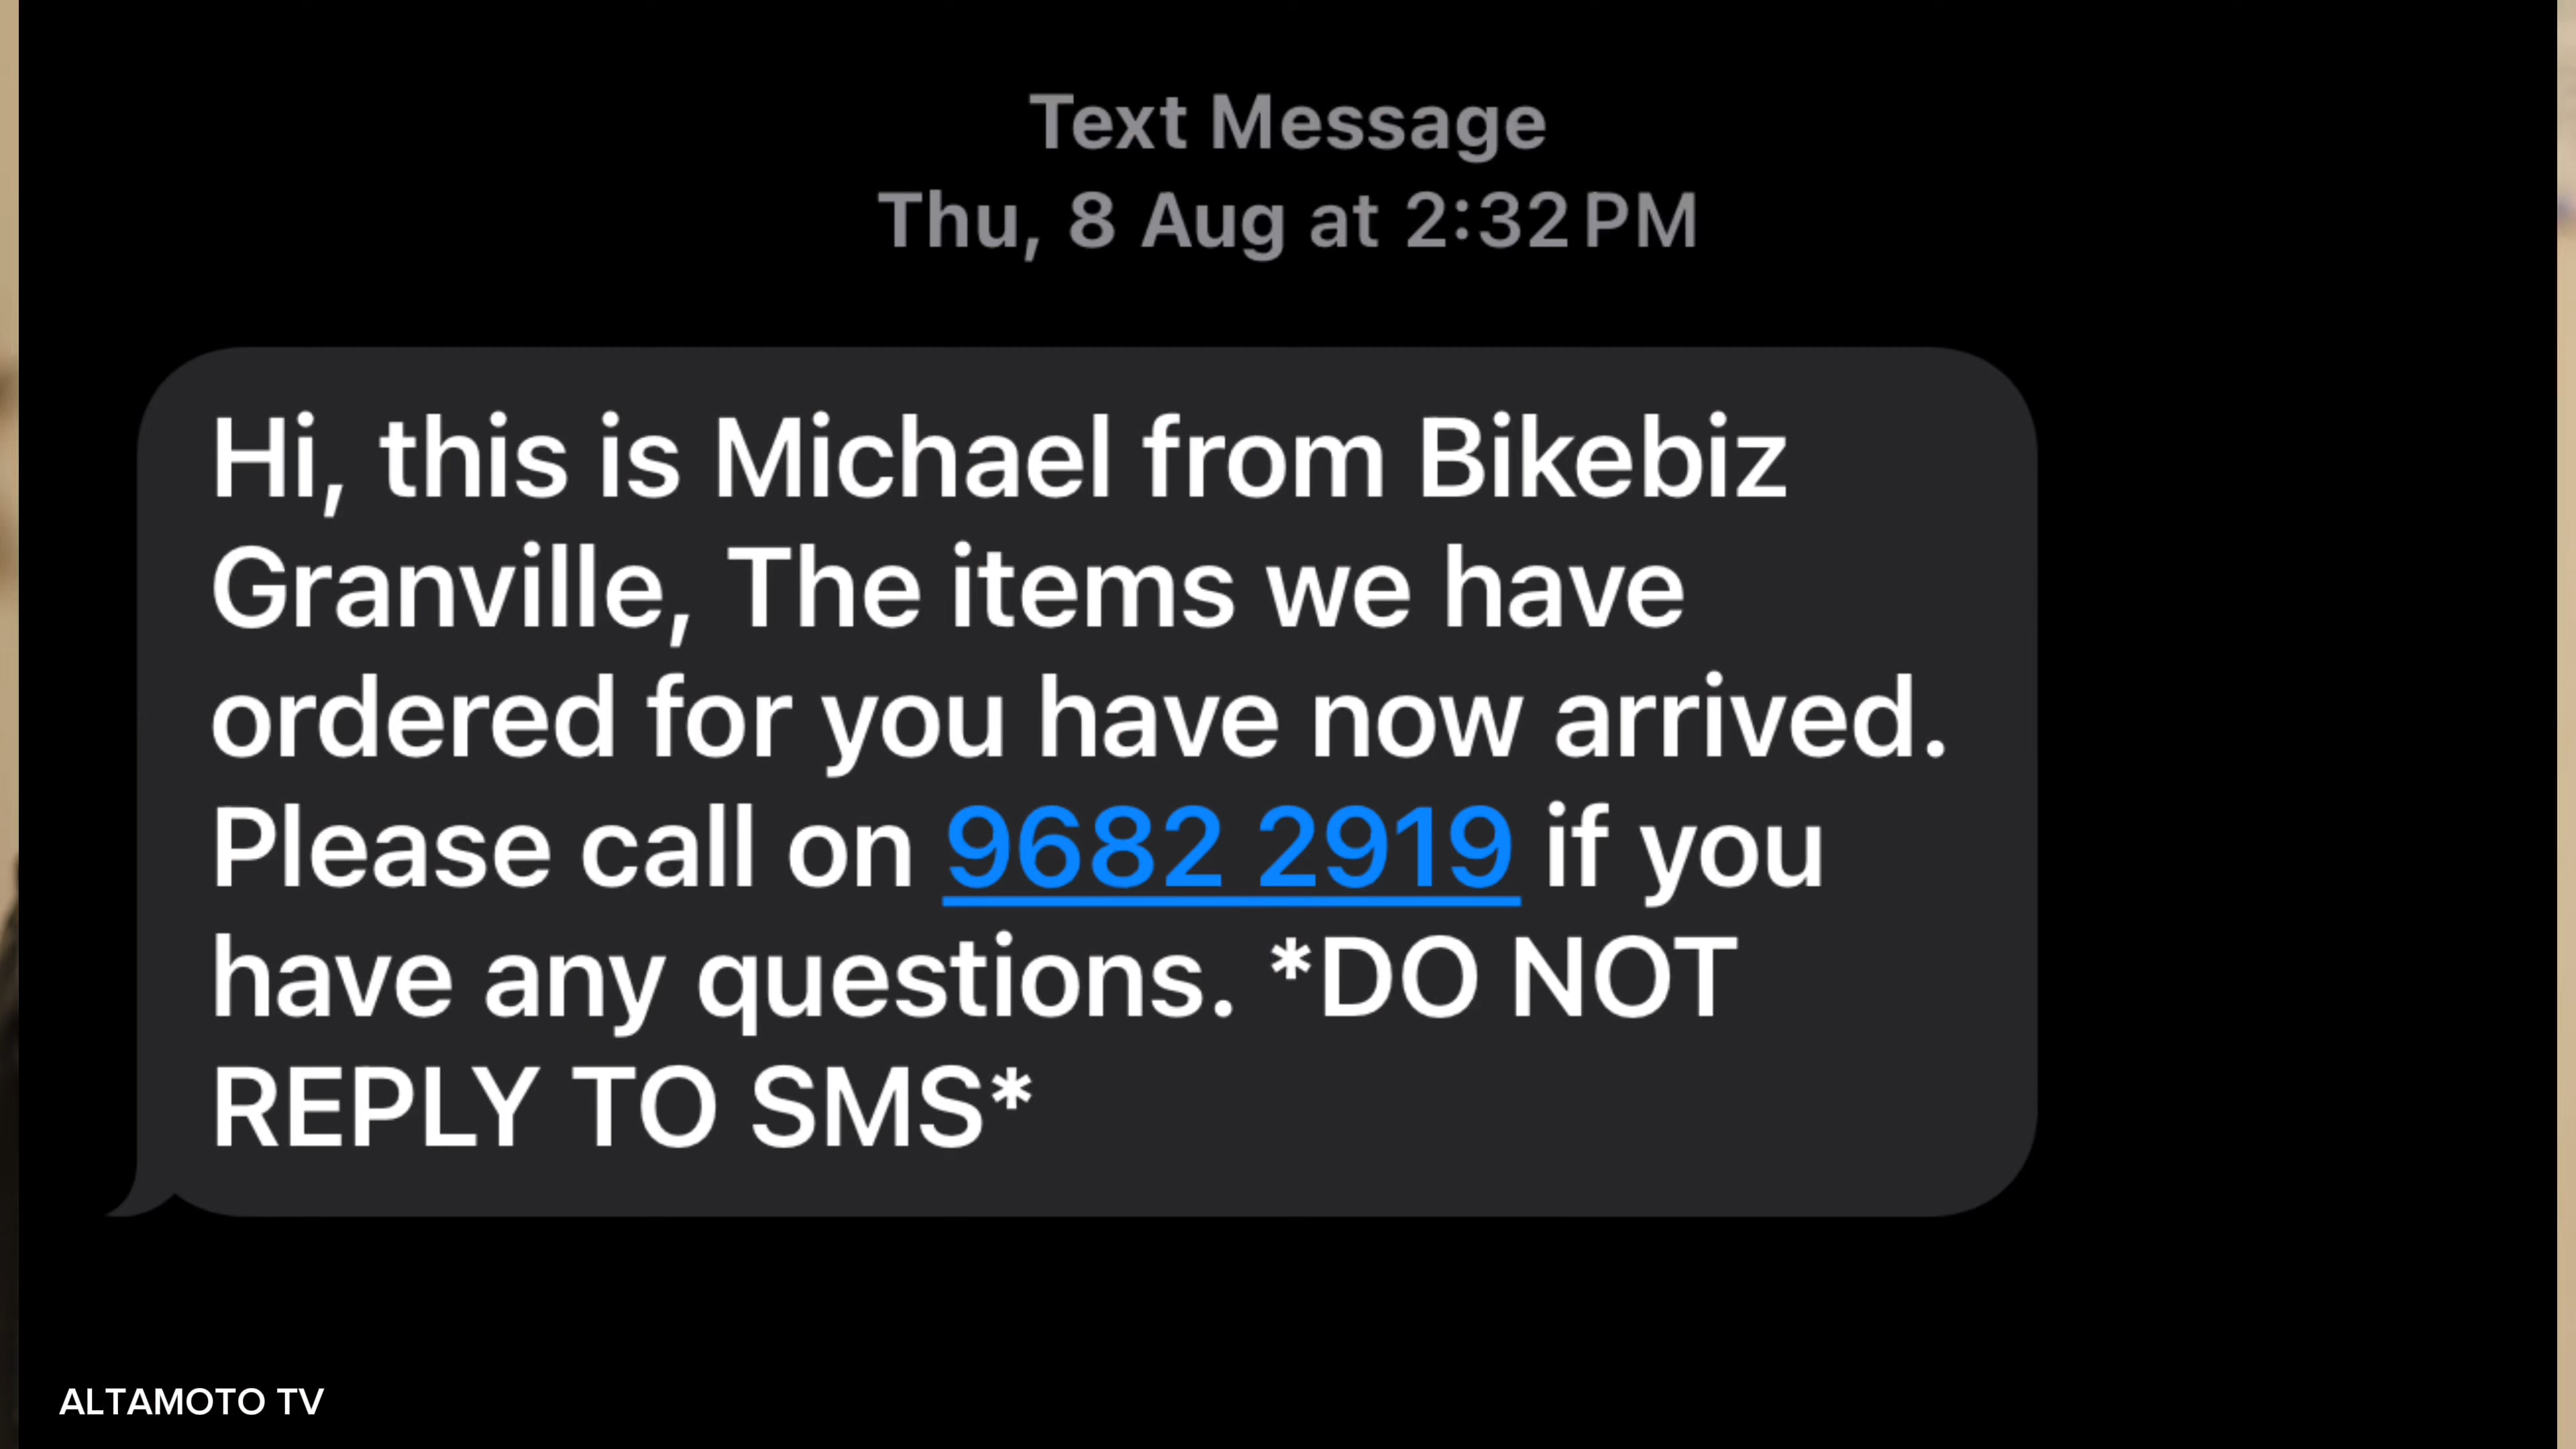 Text Message
Thu, 8 Aug at 2:32 PM
Hi, this is Michael from Bikebiz
Granville, The items we have
ordered for you have now arrived.
Please call on 9682 2919 if you
have any questions. *DO NOT
REPLY TO SMS*
ALTAMOTO TV